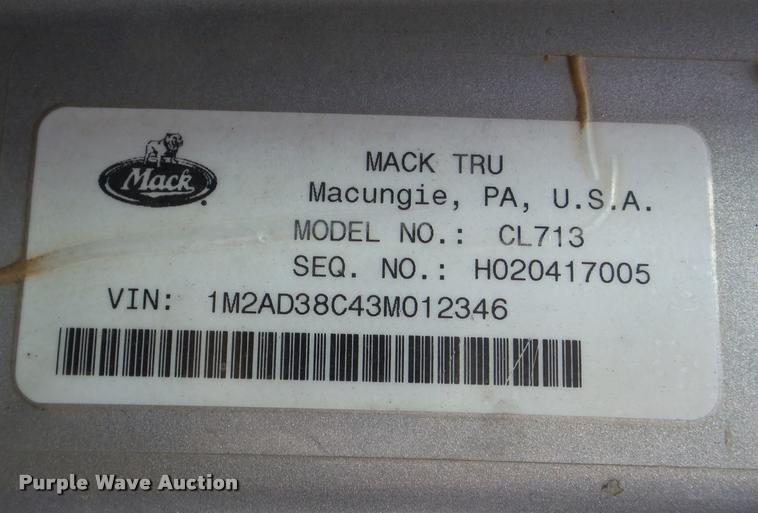 Mack
MACK TRU
Macungie, PA, U.S.A.
MODEL NO.: CL713
SEQ. NO.: H020417005
VIN: 1M2AD38C43M012346
Purple Wave Auction